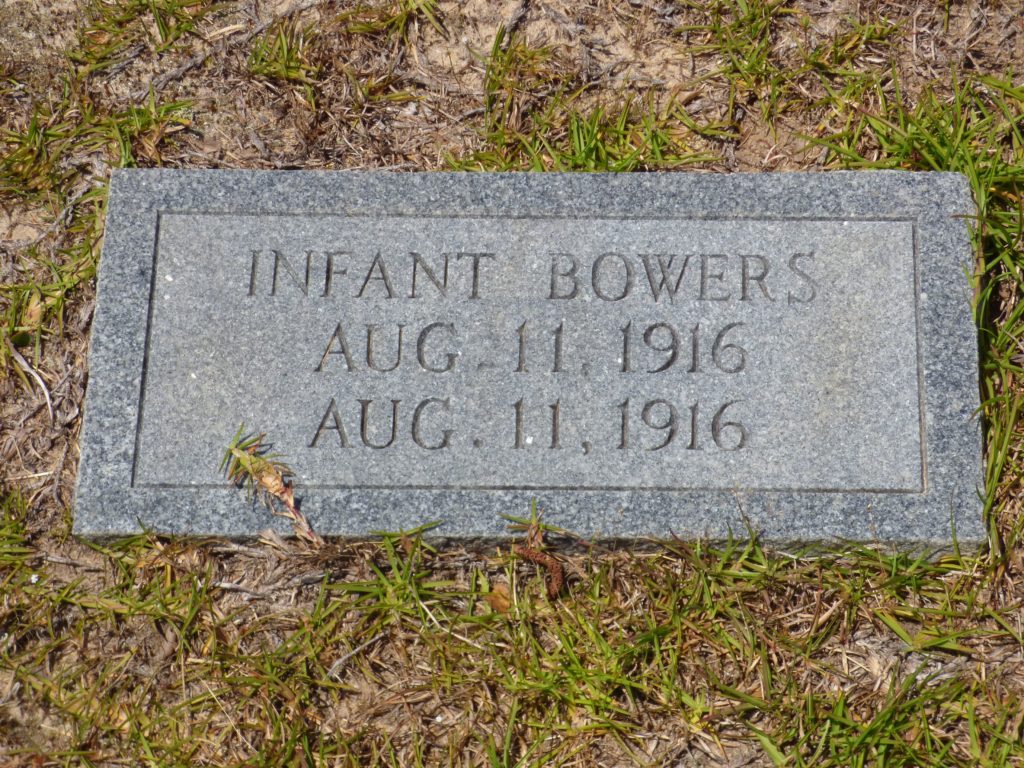 INFANT BOWERS
AUG. 11, 1916
AUG. 11, 1916